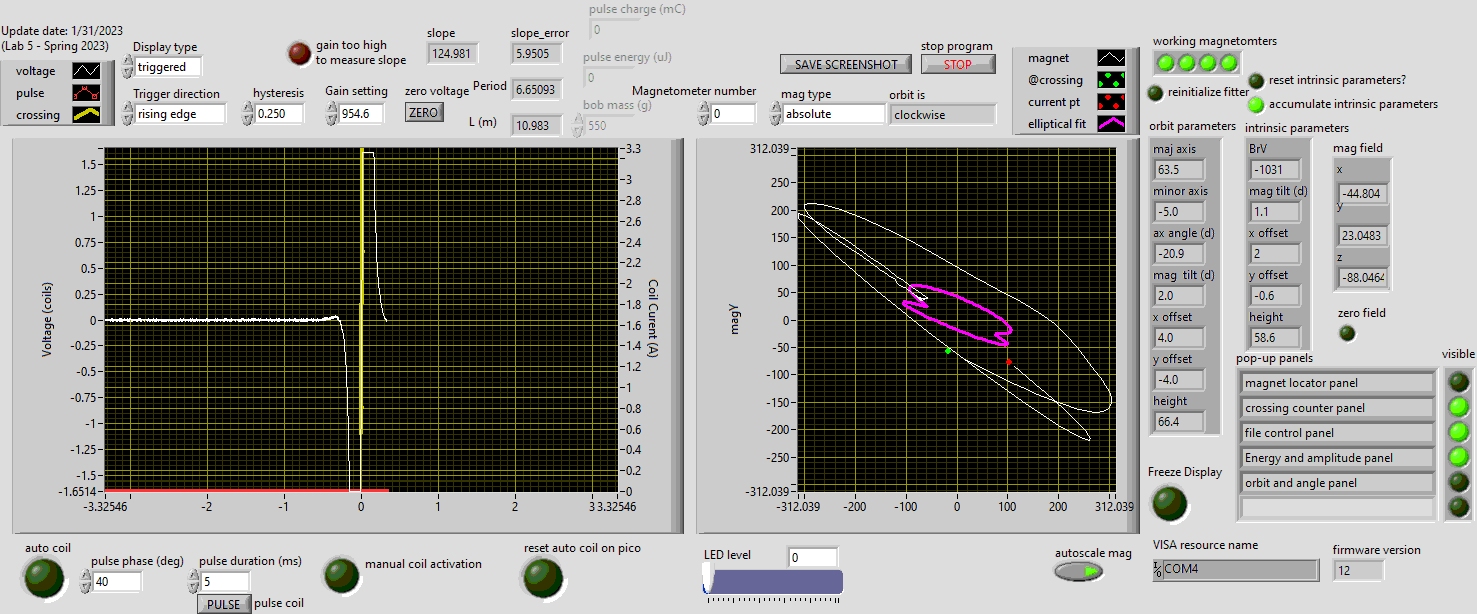 Update date: 1/31/2023
(Lab 5 - Spring 2023)
voltage
pulse
crossing
Display type
triggered
Trigger direction
rising edge
gain too high
to measure slope
hysteresis
0.250
Gain setting
954.6
zero voltage
ZERO
slope
124.981
slope_error
5.9505
Period
6.65093
L (m)
10.983
pulse charge (mC)
0
pulse energy (uJ)
0
bob mass (g)
550
Magnetometer number
0
SAVE SCREENSHOT
stop program
STOP
mag type
absolute
orbit is
clockwise
magnet
@crossing
current pt
elliptical fit
working magnetomters
reset intrinsic parameters?
reinitialize fitter
accumulate intrinsic parameters
orbit parameters
maj axis
63.5
minor axis
-5.0
ax angle (d)
-20.9
mag tilt (d)
2.0
x offset
4.0
y offset
-4.0
height
66.4
intrinsic parameters
BrV
-1031
mag tilt (d)
1.1
x offset
2
y offset
-0.6
height
58.6
mag field
x
-44.804
y
23.0483
z
-88.0464
zero field
pop-up panels
visible
magnet locator panel
crossing counter panel
file control panel
Energy and amplitude panel
orbit and angle panel
Voltage (coils)
1.5
1.25
1
0.75
0.5
0.25
0
-0.25
-0.5
-0.75
-1
-1.25
-1.5
-1.6514
-3.32546
-2
-1
0
1
2
3 3.32546
3.3
3
2.8
2.6
2.4
2.2
2
1.8
1.6
1.4
1.2
1
0.8
0.6
0.4
0.2
0
Coil Curent (A)
magy
312.039
250
200
150
100
50
0
-50
-100
-150
-200
-250
-312.039
-312.039
-200
-100
0
100
200
312.039
Freeze Display
auto coil
pulse phase (deg)
40
pulse duration (ms)
5
PULSE
pulse coil
manual coil activation
reset auto coil on pico
LED level
0
autoscale mag
VISA resource name
COM4
firmware version
12